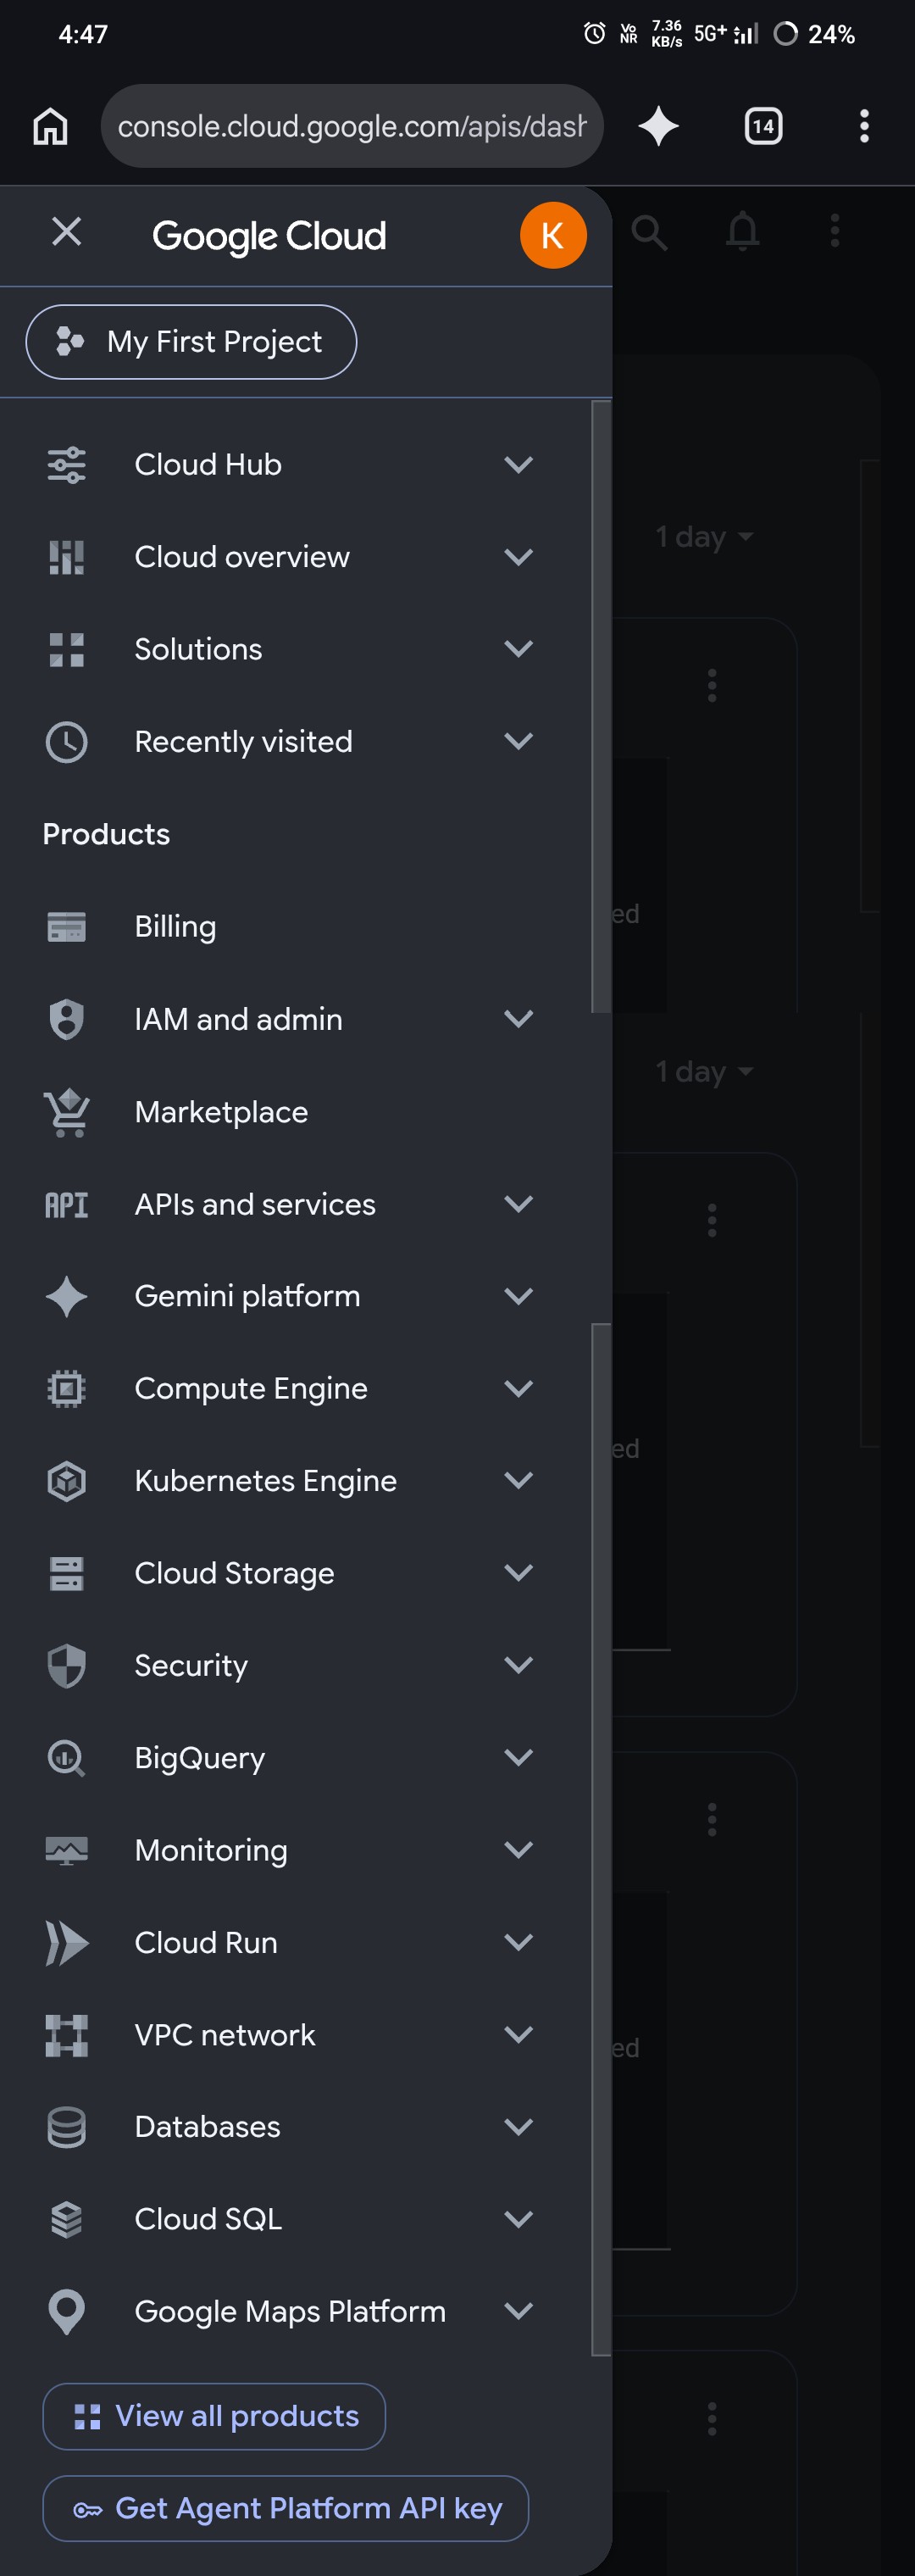 4:47
Vo
NR
7.36
KB/s
5G+
24%
console.cloud.google.com/apis/dash
14
Google Cloud
K
My First Project
Cloud Hub
Cloud overview
1 day
Solutions
Recently visited
Products
Billing
ed
IAM and admin
1 day
Marketplace
API
APIs and services
Gemini platform
Compute Engine
ed
Kubernetes Engine
Cloud Storage
Security
BigQuery
Monitoring
Cloud Run
VPC network
ed
Databases
Cloud SQL
Google Maps Platform
View all products
Get Agent Platform API key